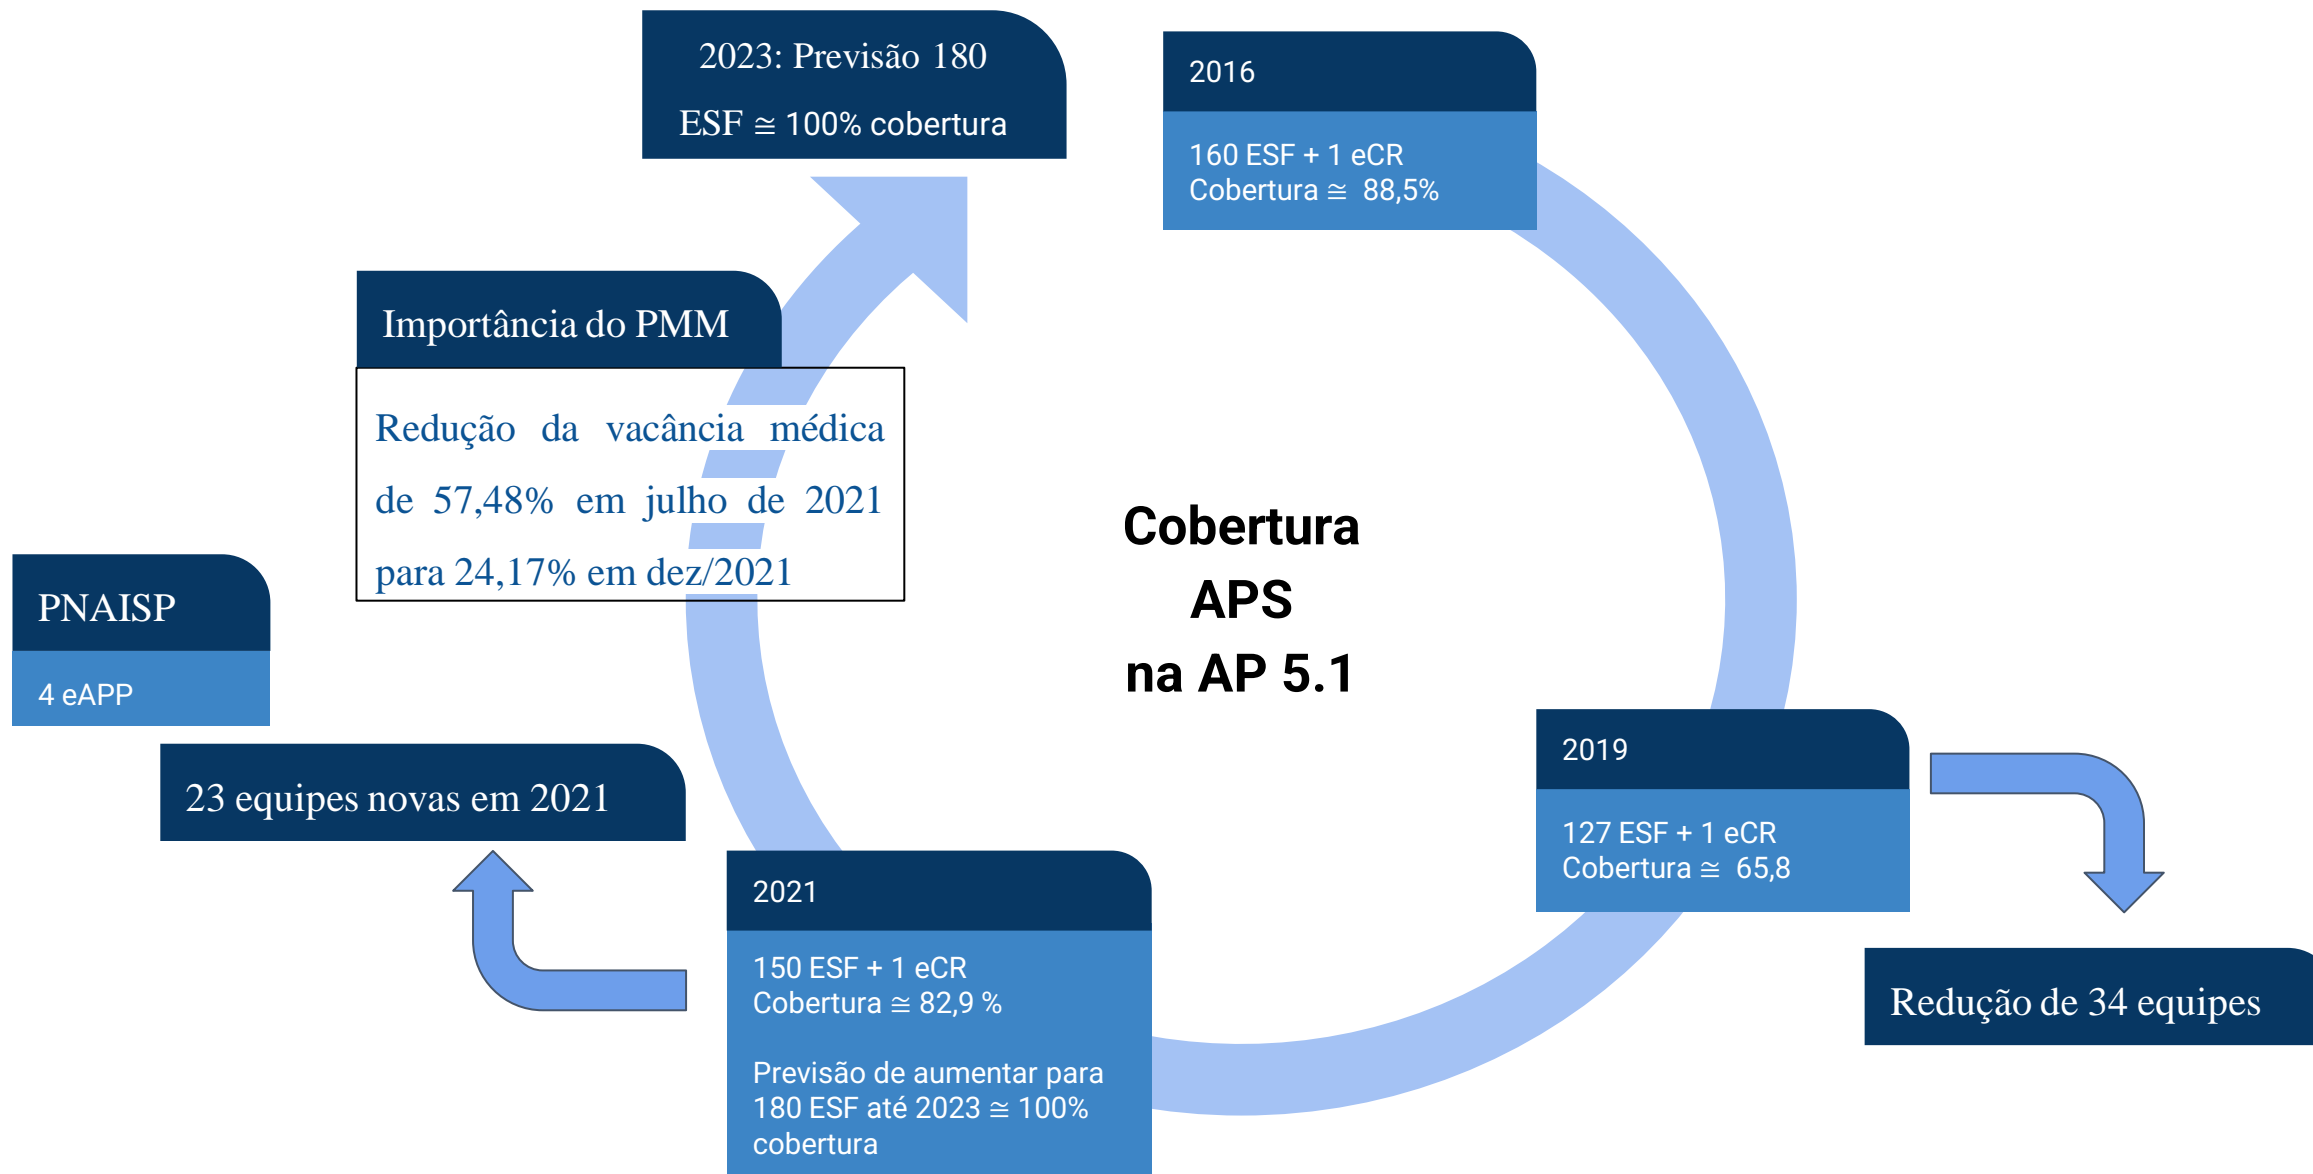 2023: Previsão 180
ESF ≅ 100% cobertura
2016
160 ESF + 1 eCR
Cobertura ≅ 88,5%
Importância do PMM
Redução da vacância médica
de 57,48% em julho de 2021
para 24,17% em dez/2021
Cobertura
APS
na AP 5.1
PNAISP
4 eAPP
23 equipes novas em 2021
2019
127 ESF + 1 eCR
Cobertura ≅ 65,8
2021
150 ESF + 1 eCR
Cobertura ≅ 82,9 %
Previsão de aumentar para
180 ESF até 2023 ≅ 100%
cobertura
Redução de 34 equipes